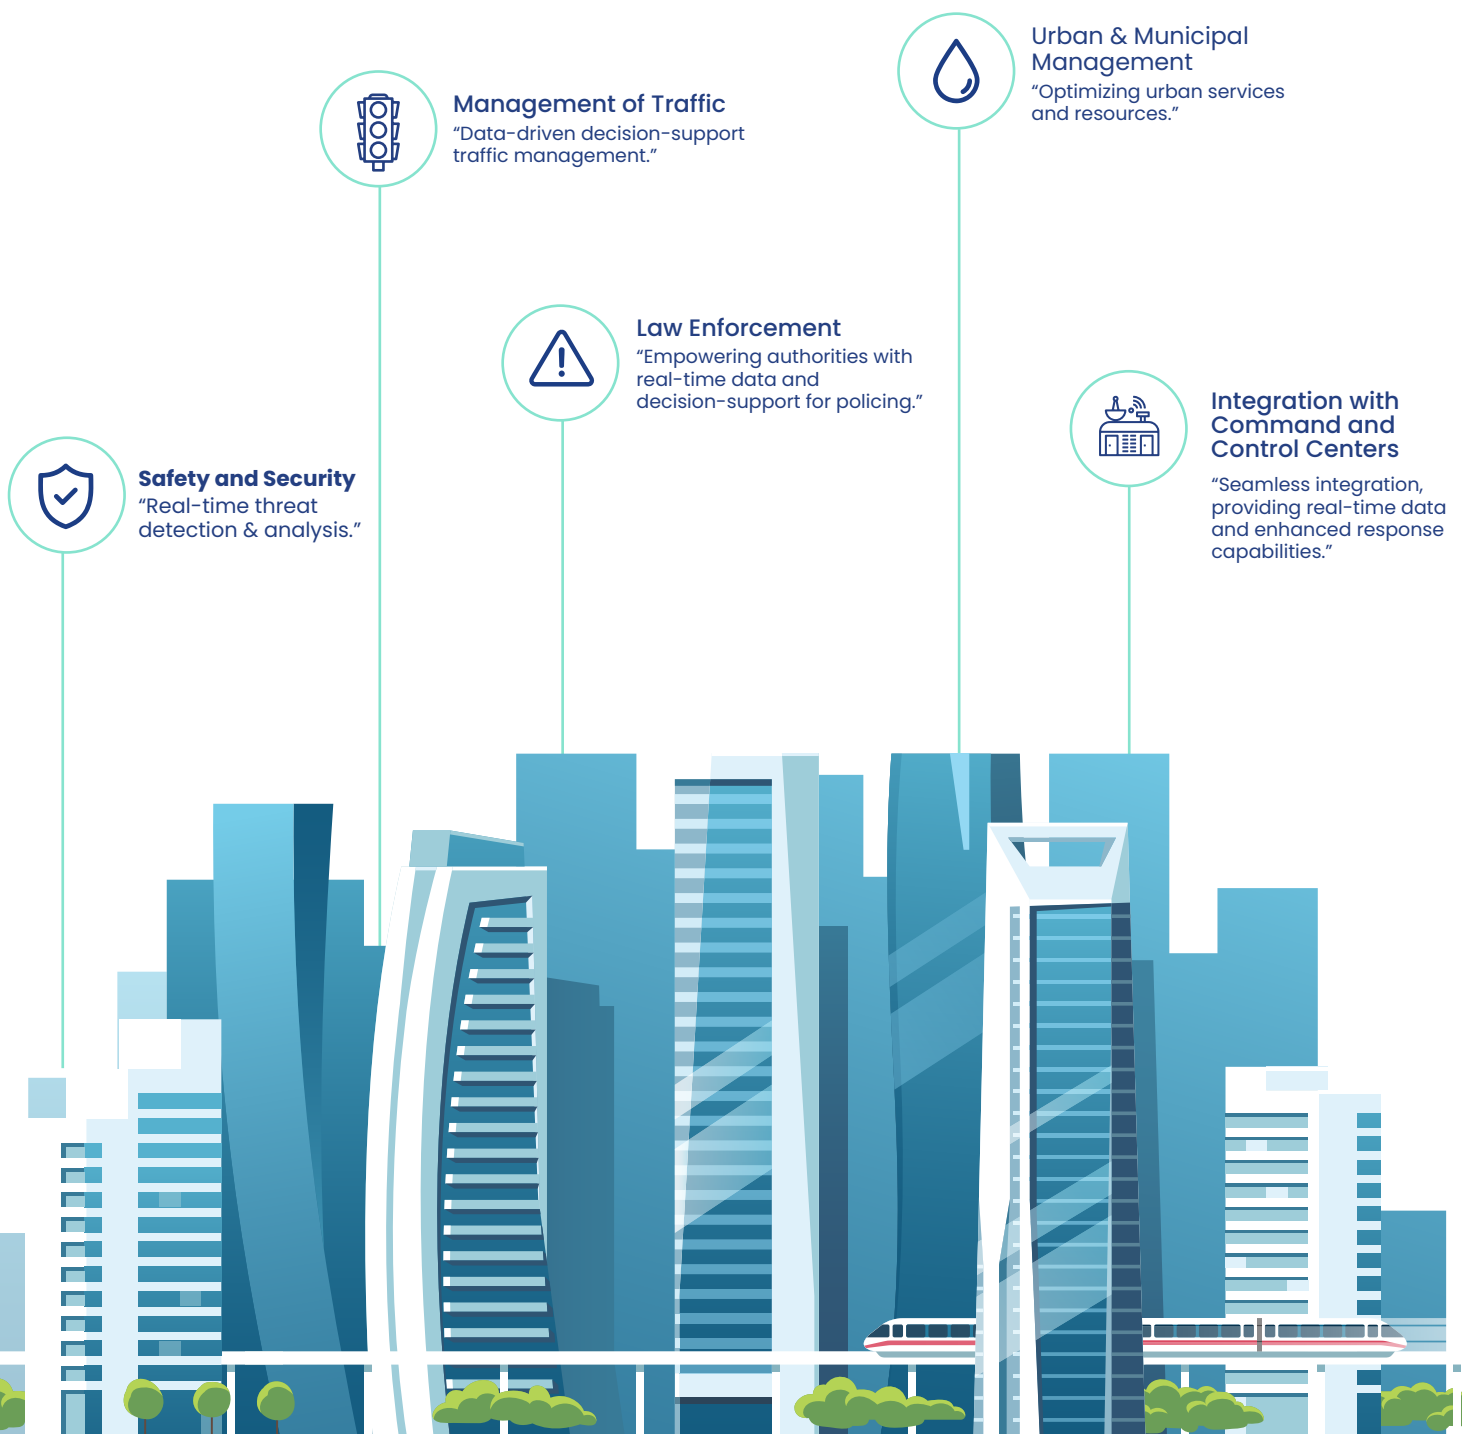 Urban & Municipal
Management
“Optimizing urban services
and resources.”
Management of Traffic
“Data-driven decision-support
traffic management.”
Law Enforcement
“Empowering authorities with
real-time data and
decision-support for policing.”
Integration with
Command and
Control Centers
“Seamless integration,
providing real-time data
and enhanced response
capabilities.”
Safety and Security
“Real-time threat
detection & analysis.”